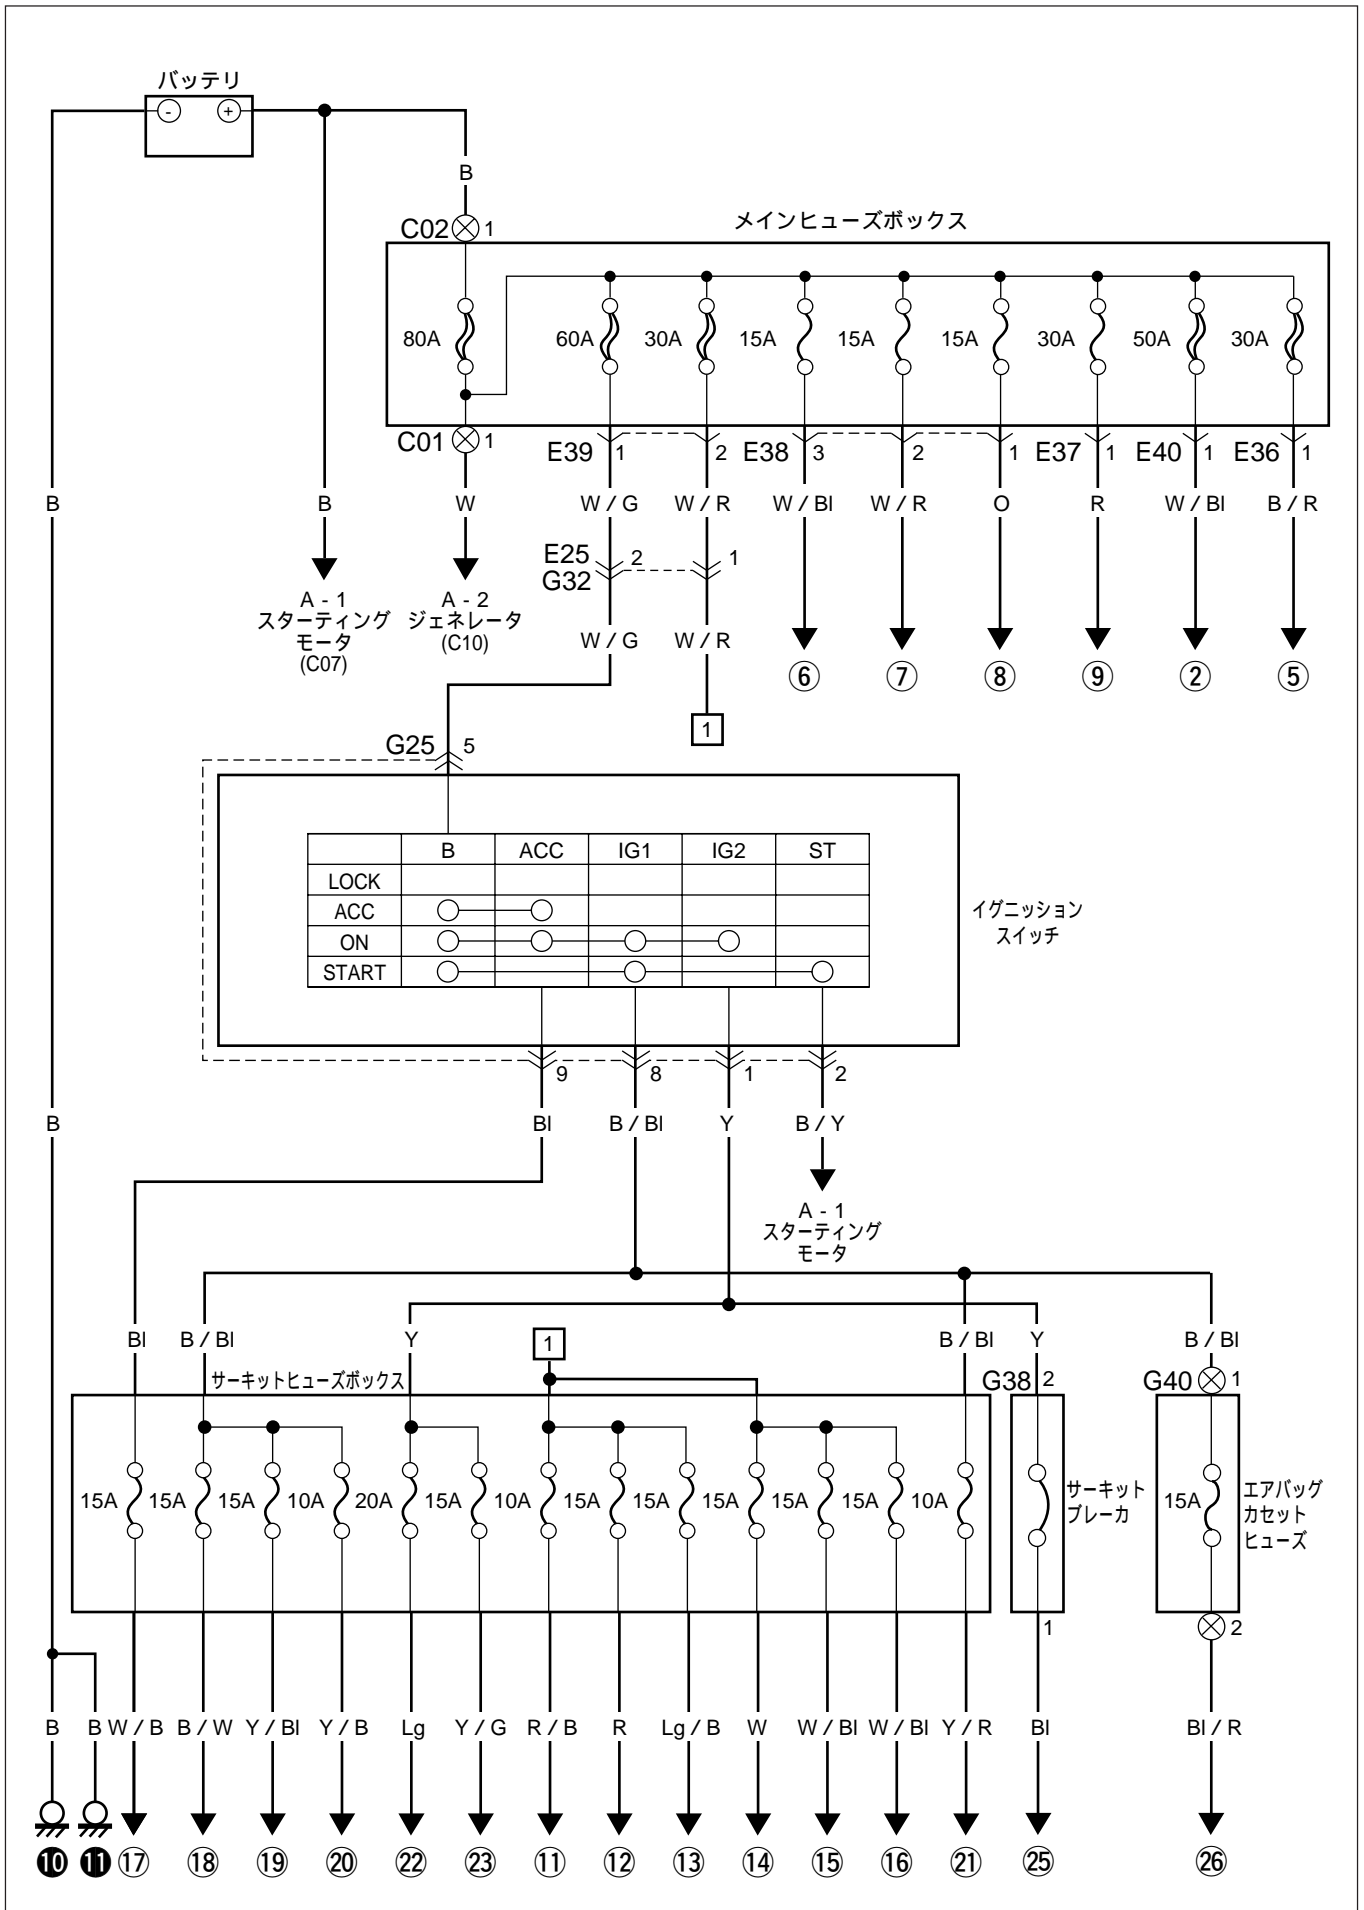 バッテリ
- +
B
C02 1
メインヒューズボックス
80A 60A 30A 15A 15A 15A 30A 50A 30A
C01 1 E39 1 2 E38 3 2 1 E37 1 E40 1 E36 1
B B W W / G W / R W / Bl W / R O R W / Bl B / R
E25 2 1
G32
A - 1
スターティング
モータ
(C07)
A - 2
ジェネレータ
(C10)
W / G W / R
⑥ ⑦ ⑧ ⑨ ② ⑤
1
G25 5
B ACC IG1 IG2 ST
LOCK
ACC
ON
START
イグニッション
スイッチ
9 8 1 2
B Bl B / Bl Y B / Y
A - 1
スターティング
モータ
Bl B / Bl Y 1 B / Bl Y B / Bl
サーキットヒューズボックス
G38 2 G40 1
15A 15A 15A 10A 20A 15A 10A 15A 15A 15A 15A 15A 10A 15A
サーキット
ブレーカ
エアバッグ
カセット
ヒューズ
1 2
B B W / B B / W Y / Bl Y / B Lg Y / G R / B R Lg / B W W / Bl W / Bl Y / R Bl Bl / R
❿ ⓫ ⑰ ⑱ ⑲ ⑳ ㉒ ㉓ ⑪ ⑫ ⑬ ⑭ ⑮ ⑯ ㉑ ㉕ ㉖